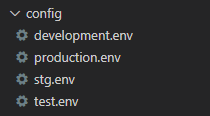 config
development.env
production.env
stg.env
test.env